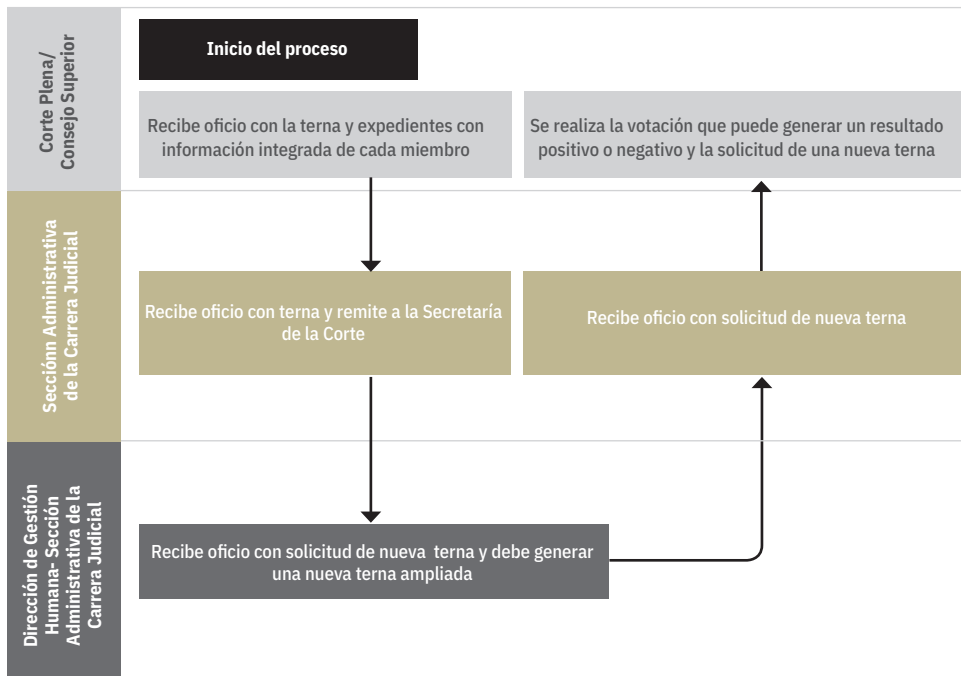 Corte Plena/
Consejo Superior
Inicio del proceso
Recibe oficio con la terna y expedientes con
información integrada de cada miembro
Se realiza la votación que puede generar un resultado
positivo o negativo y la solicitud de una nueva terna
Secciónn Administrativa
de la Carrera Judicial
Recibe oficio con terna y remite a la Secretaría
de la Corte
Recibe oficio con solicitud de nueva terna
Dirección de Gestión
Humana- Sección
Administrativa de la
Carrera Judicial
Recibe oficio con solicitud de nueva terna y debe generar
una nueva terna ampliada